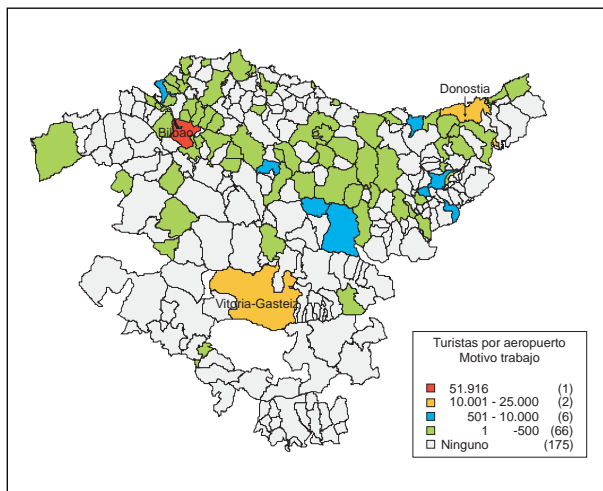 Donostia
Bilbao
Vitoria-Gasteiz
Turistas por aeropuerto
Motivo trabajo
51.916 (1)
10.001 - 25.000 (2)
501 - 10.000 (6)
1 -500 (66)
Ninguno (175)